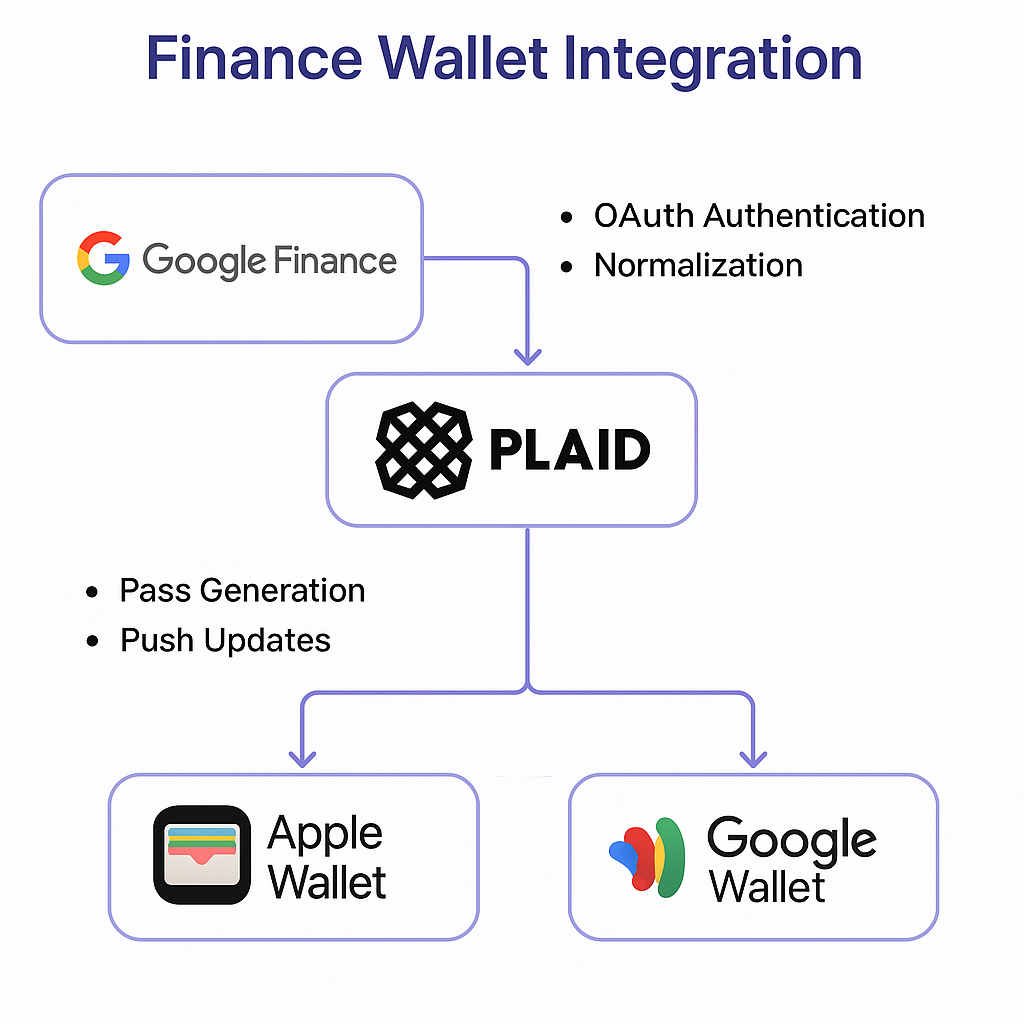 Finance Wallet Integration
Google Finance
• OAuth Authentication
• Normalization
PLAID
• Pass Generation
• Push Updates
Apple
Wallet
Google
Wallet